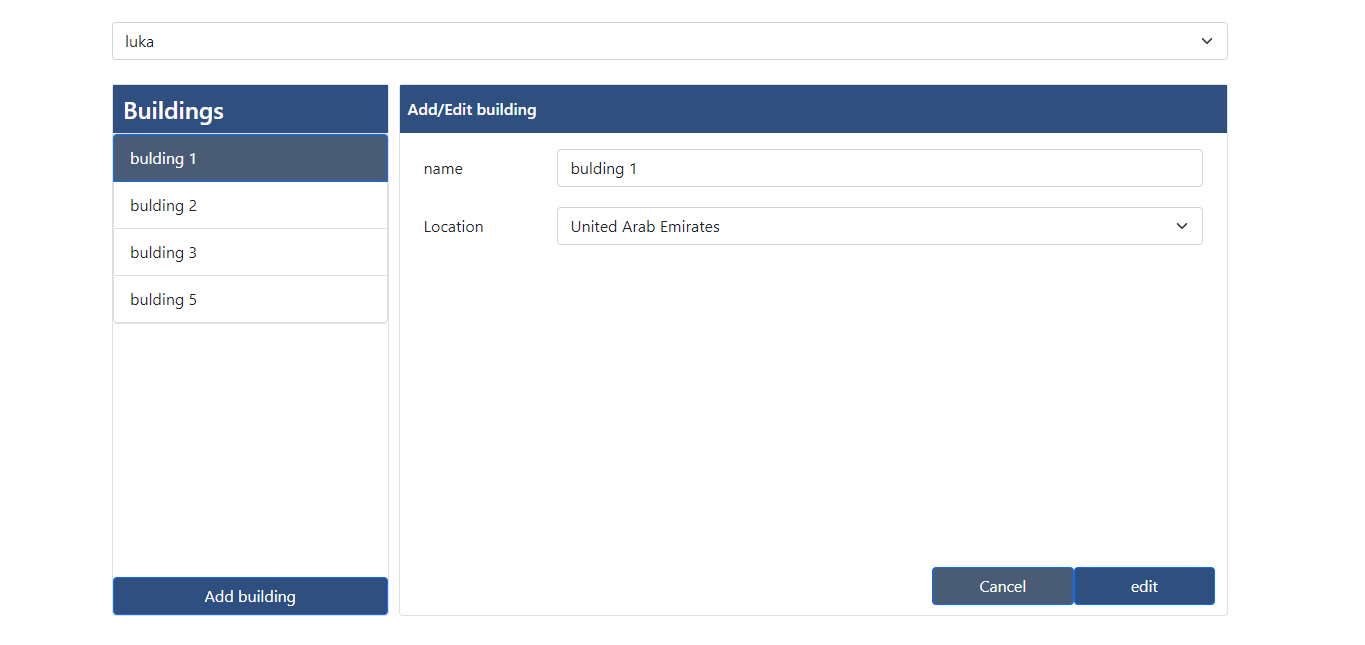 luka
Buildings
bulding 1
bulding 2
bulding 3
bulding 5
Add building
Add/Edit building
name
bulding 1
Location
United Arab Emirates
Cancel
edit